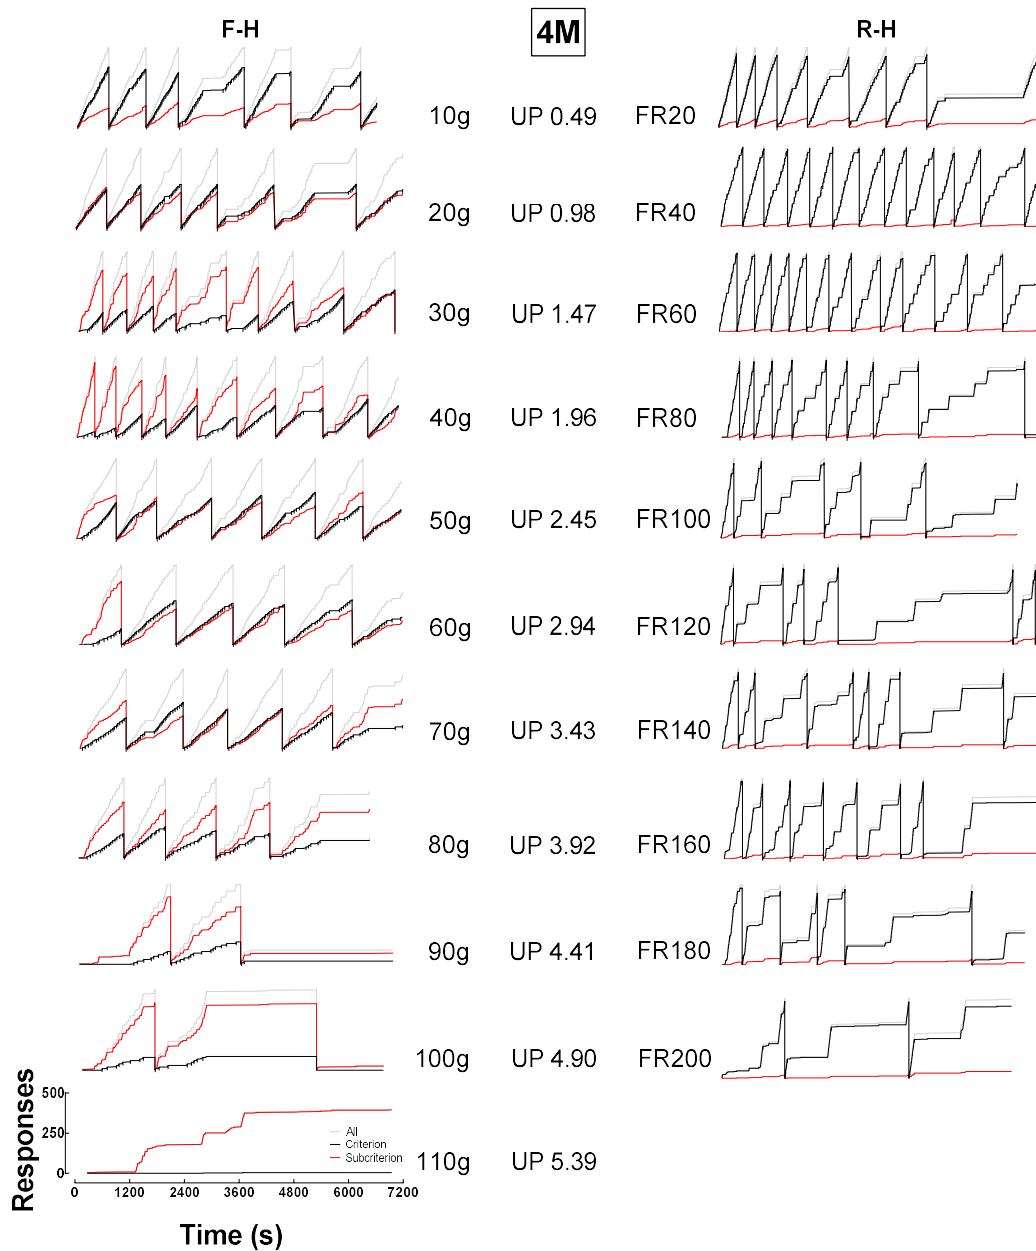 F-H 4M R-H
10g UP 0.49 FR20
20g UP 0.98 FR40
30g UP 1.47 FR60
40g UP 1.96 FR80
50g UP 2.45 FR100
60g UP 2.94 FR120
70g UP 3.43 FR140
80g UP 3.92 FR160
90g UP 4.41 FR180
100g UP 4.90 FR200
110g UP 5.39
Responses
500
250
0
All
Criterion
Subcriterion
0 1200 2400 3600 4800 6000 7200
Time (s)